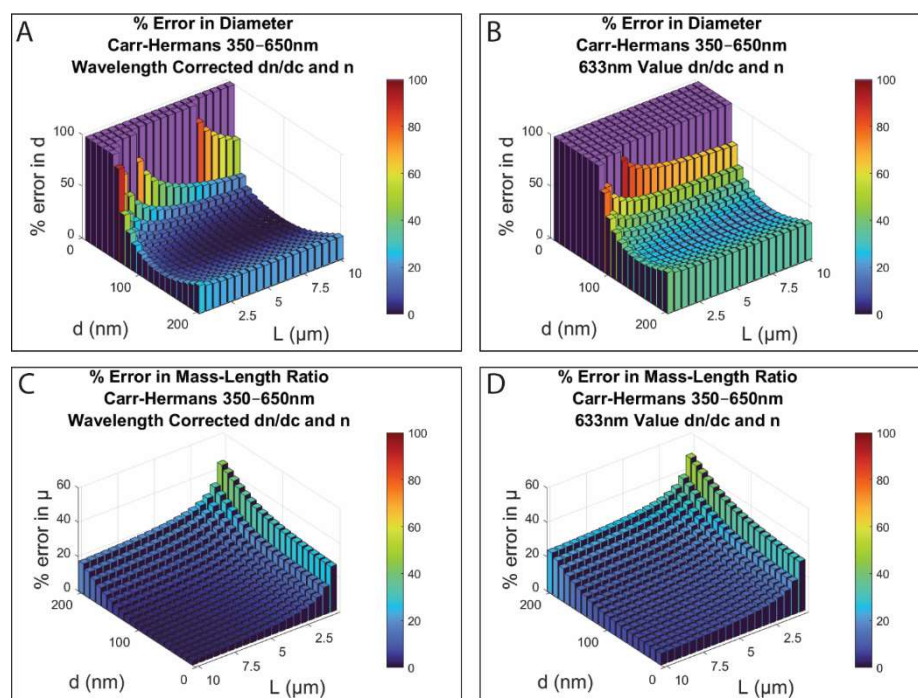 A
% Error in Diameter
Carr-Hermans 350–650nm
Wavelength Corrected dn/dc and n
100
80
60
40
20
0
% error in d
100
50
0
0
100
200
d (nm)
2.5
5
7.5
10
L (μm)
B
% Error in Diameter
Carr-Hermans 350–650nm
633nm Value dn/dc and n
100
80
60
40
20
0
% error in d
100
50
0
0
100
200
d (nm)
2.5
5
7.5
10
L (μm)
C
% Error in Mass-Length Ratio
Carr-Hermans 350–650nm
Wavelength Corrected dn/dc and n
100
80
60
40
20
0
% error in μ
60
40
20
0
200
100
0
d (nm)
10
7.5
5
2.5
L (μm)
D
% Error in Mass-Length Ratio
Carr-Hermans 350–650nm
633nm Value dn/dc and n
100
80
60
40
20
0
% error in μ
60
40
20
0
200
100
0
d (nm)
10
7.5
5
2.5
L (μm)